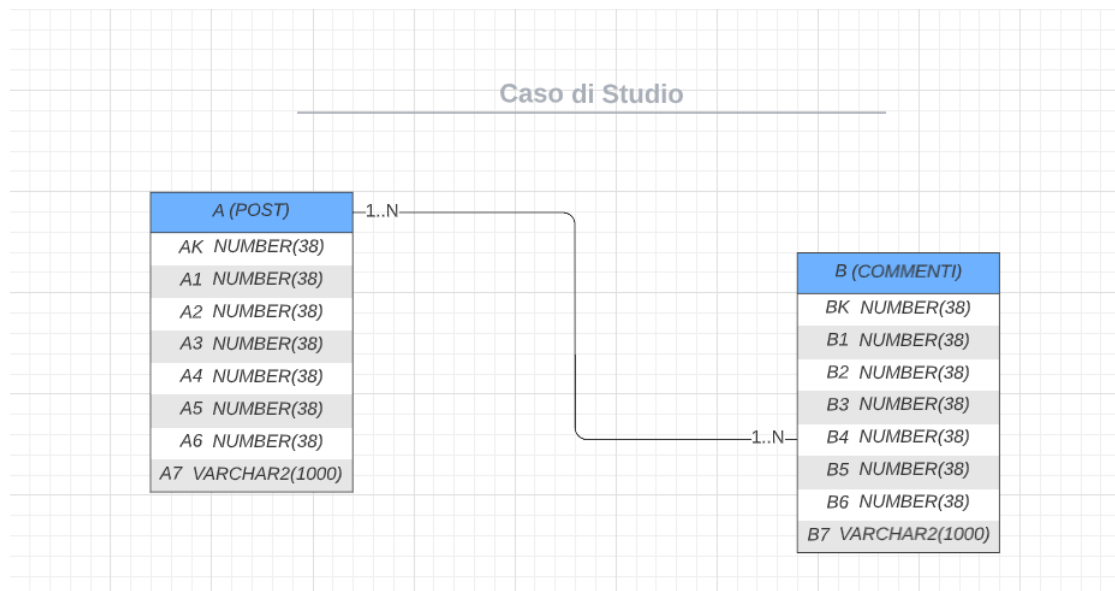 Caso di Studio
A (POST)
AK NUMBER(38)
A1 NUMBER(38)
A2 NUMBER(38)
A3 NUMBER(38)
A4 NUMBER(38)
A5 NUMBER(38)
A6 NUMBER(38)
A7 VARCHAR2(1000)
1..N
1..N
B (COMMENTI)
BK NUMBER(38)
B1 NUMBER(38)
B2 NUMBER(38)
B3 NUMBER(38)
B4 NUMBER(38)
B5 NUMBER(38)
B6 NUMBER(38)
B7 VARCHAR2(1000)